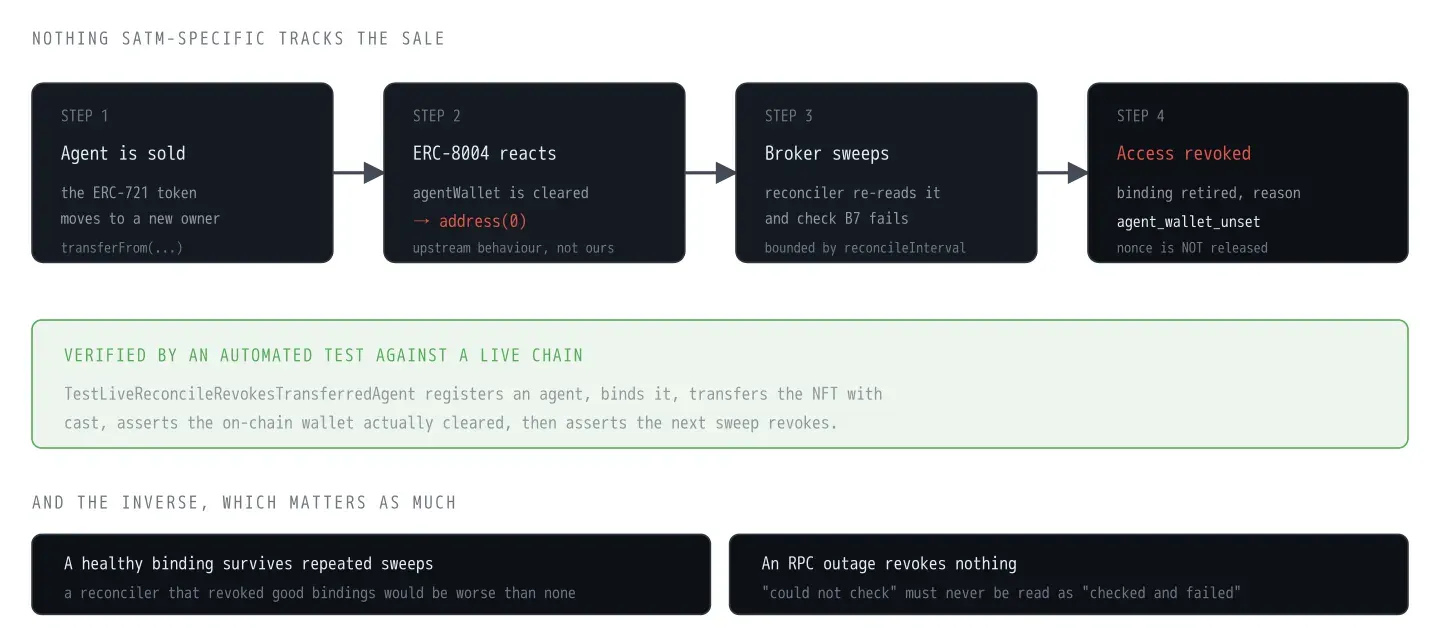 NOTHING SATM-SPECIFIC TRACKS THE SALE
STEP 1
Agent is sold
the ERC-721 token
moves to a new owner
transferFrom(...)
STEP 2
ERC-8004 reacts
agentWallet is cleared
→ address(0)
upstream behaviour, not ours
STEP 3
Broker sweeps
reconciler re-reads it
and check B7 fails
bounded by reconcileInterval
STEP 4
Access revoked
binding retired, reason
agent_wallet_unset
nonce is NOT released
VERIFIED BY AN AUTOMATED TEST AGAINST A LIVE CHAIN
TestLiveReconcileRevokesTransferredAgent registers an agent, binds it, transfers the NFT with
cast, asserts the on-chain wallet actually cleared, then asserts the next sweep revokes.
AND THE INVERSE, WHICH MATTERS AS MUCH
A healthy binding survives repeated sweeps
a reconciler that revoked good bindings would be worse than none
An RPC outage revokes nothing
"could not check" must never be read as "checked and failed"